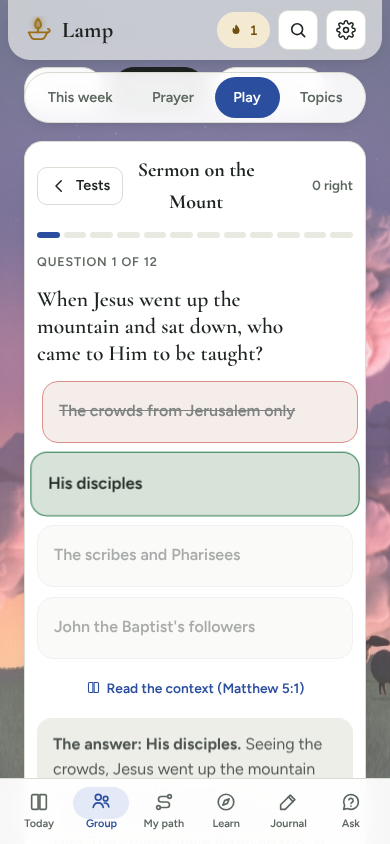 Lamp
1
This week
Prayer
Play
Topics
Tests
Sermon on the
Mount
0 right
QUESTION 1 OF 12
When Jesus went up the
mountain and sat down, who
came to Him to be taught?
The crowds from Jerusalem only
His disciples
The scribes and Pharisees
John the Baptist's followers
Read the context (Matthew 5:1)
The answer: His disciples. Seeing the
crowds, Jesus went up the mountain
Today
Group
My path
Learn
Journal
Ask